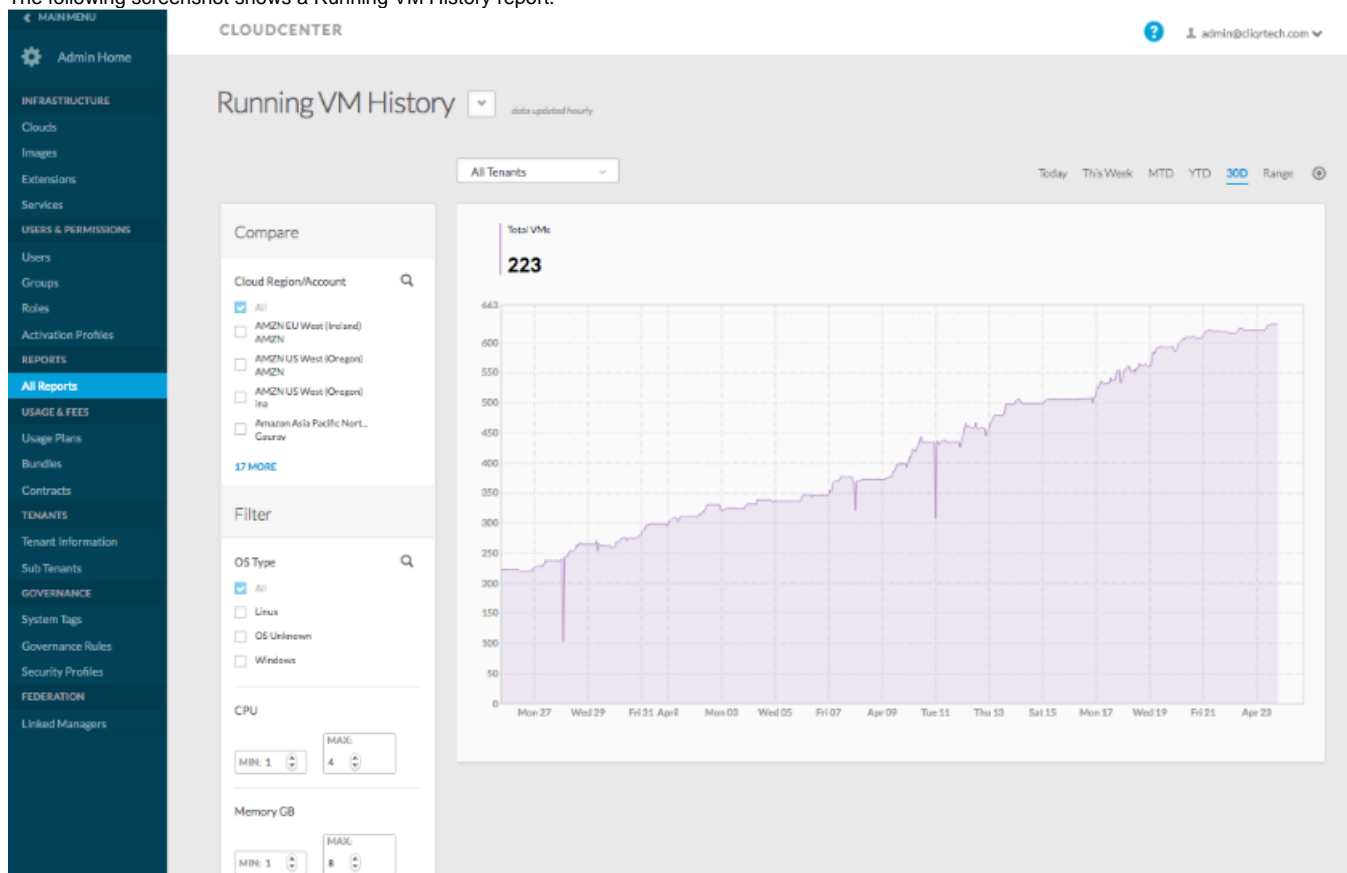 The following screenshot shows a Running VM History report.
MAIN MENU
CLOUDCENTER
? admin@cliqrtech.com
Admin Home
INFRASTRUCTURE
Clouds
Images
Extensions
Services
USERS & PERMISSIONS
Users
Groups
Roles
Activation Profiles
REPORTS
All Reports
USAGE & FEES
Usage Plans
Bundles
Contracts
TENANTS
Tenant Information
Sub Tenants
GOVERNANCE
System Tags
Governance Rules
Security Profiles
FEDERATION
Linked Managers
Running VM History
data updated hourly
All Tenants
Today This Week MTD YTD 30D Range
Compare
Cloud Region/Account
All
AMZN EU West (Ireland)
AMZN
AMZN US West (Oregon)
AMZN
AMZN US West (Oregon)
ina
Amazon Asia Pacific Nort...
Gaurav
17 MORE
Filter
OS Type
All
Linux
OS Unknown
Windows
CPU
MIN: 1
MAX:
4
Memory GB
MIN: 1
MAX:
8
Total VMs
223
663
600
550
500
450
400
350
300
250
200
150
100
50
0
Mon 27 Wed 29 Fri 31 April Mon 03 Wed 05 Fri 07 Apr 09 Tue 11 Thu 13 Sat 15 Mon 17 Wed 19 Fri 21 Apr 23